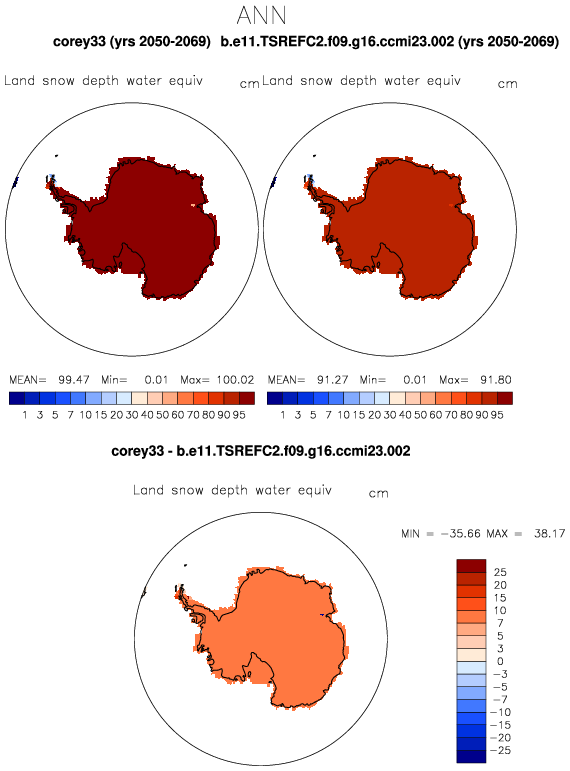 ANN
corey33 (yrs 2050-2069) b.e11.TSREFC2.f09.g16.ccmi23.002 (yrs 2050-2069)
Land snow depth water equiv cm Land snow depth water equiv cm
MEAN= 99.47 Min= 0.01 Max= 100.02 MEAN= 91.27 Min= 0.01 Max= 91.80
1 3 5 7 10 15 20 30 40 50 60 70 80 90 95 1 3 5 7 10 15 20 30 40 50 60 70 80 90 95
corey33 - b.e11.TSREFC2.f09.g16.ccmi23.002
Land snow depth water equiv cm
MIN = -35.66 MAX = 38.17
25
20
15
10
7
5
3
0
-3
-5
-7
-10
-15
-20
-25